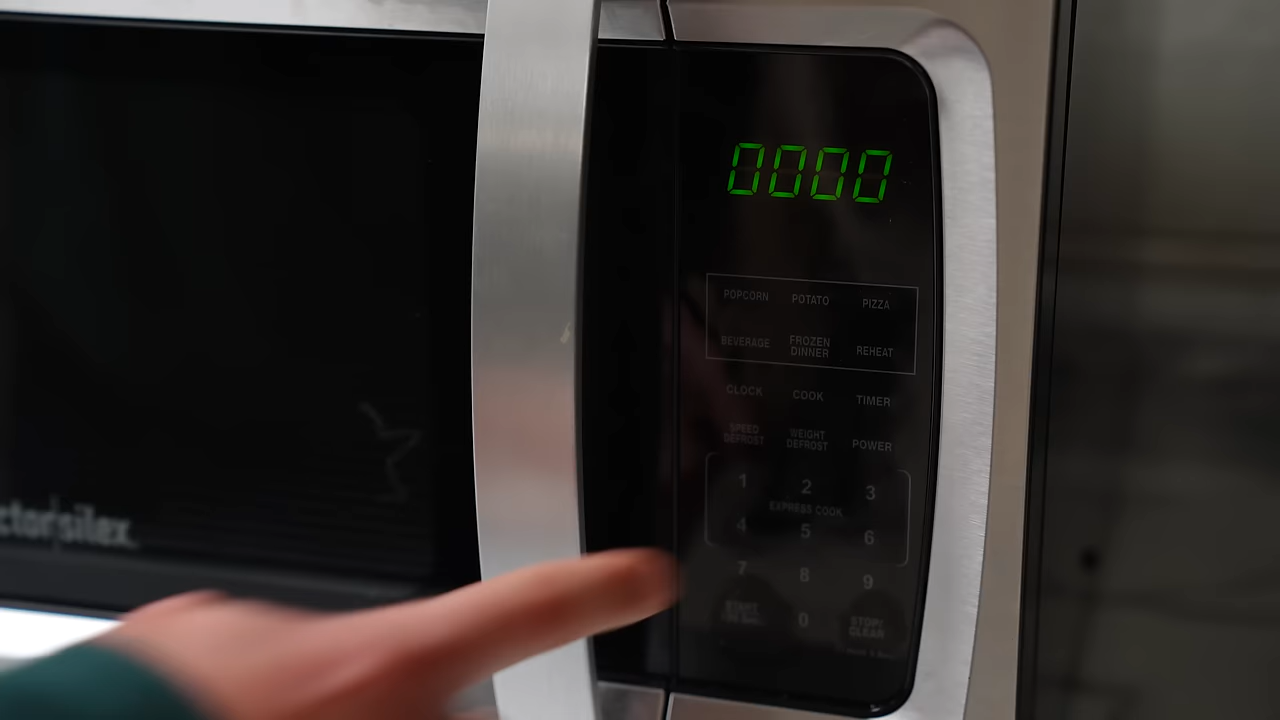 0000
POPCORN POTATO PIZZA
BEVERAGE FROZEN DINNER REHEAT
CLOCK COOK TIMER
SPEED DEFROST WEIGHT DEFROST POWER
1 2 3
EXPRESS COOK
4 5 6
7 8 9
START 0 STOP/ CLEAR
ctor silex.